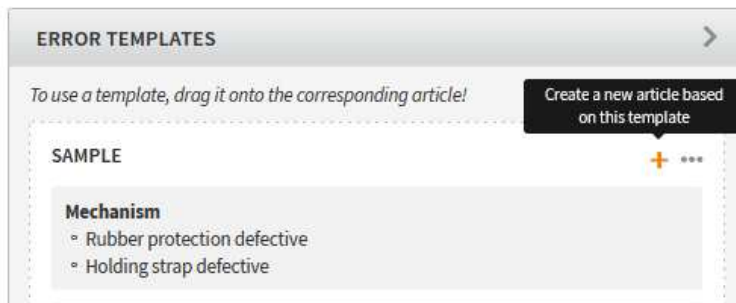 ERROR TEMPLATES
To use a template, drag it onto the corresponding article!
Create a new article based
on this template
SAMPLE
Mechanism
Rubber protection defective
Holding strap defective